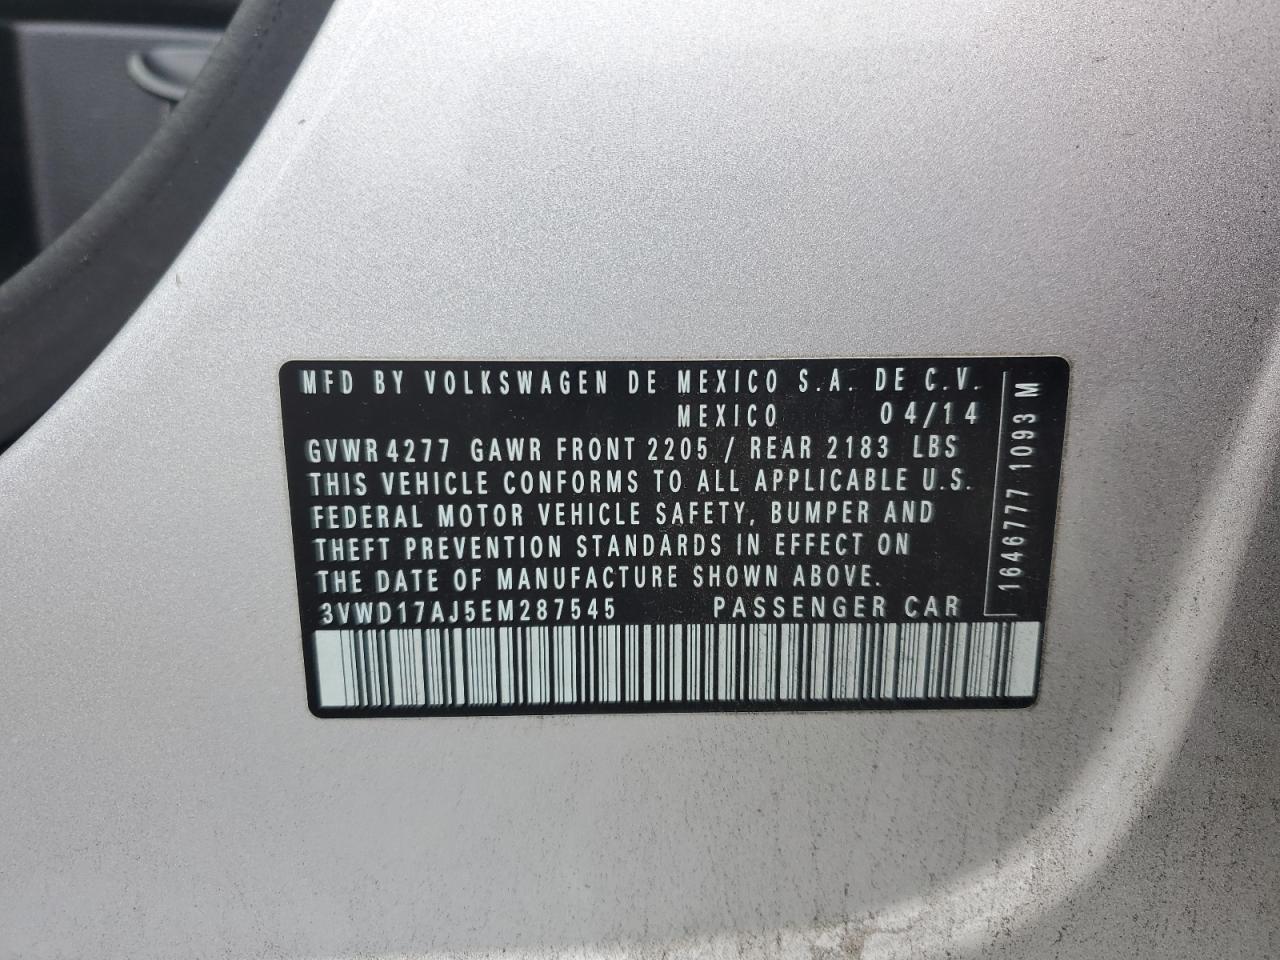 MFD BY VOLKSWAGEN DE MEXICO S.A. DE C.V.
MEXICO 04/14
GVWR 4277 GAWR FRONT 2205 / REAR 2183 LBS
THIS VEHICLE CONFORMS TO ALL APPLICABLE U.S.
FEDERAL MOTOR VEHICLE SAFETY, BUMPER AND
THEFT PREVENTION STANDARDS IN EFFECT ON
THE DATE OF MANUFACTURE SHOWN ABOVE.
3VWD17AJ5EM287545 PASSENGER CAR
1646777 1093 M